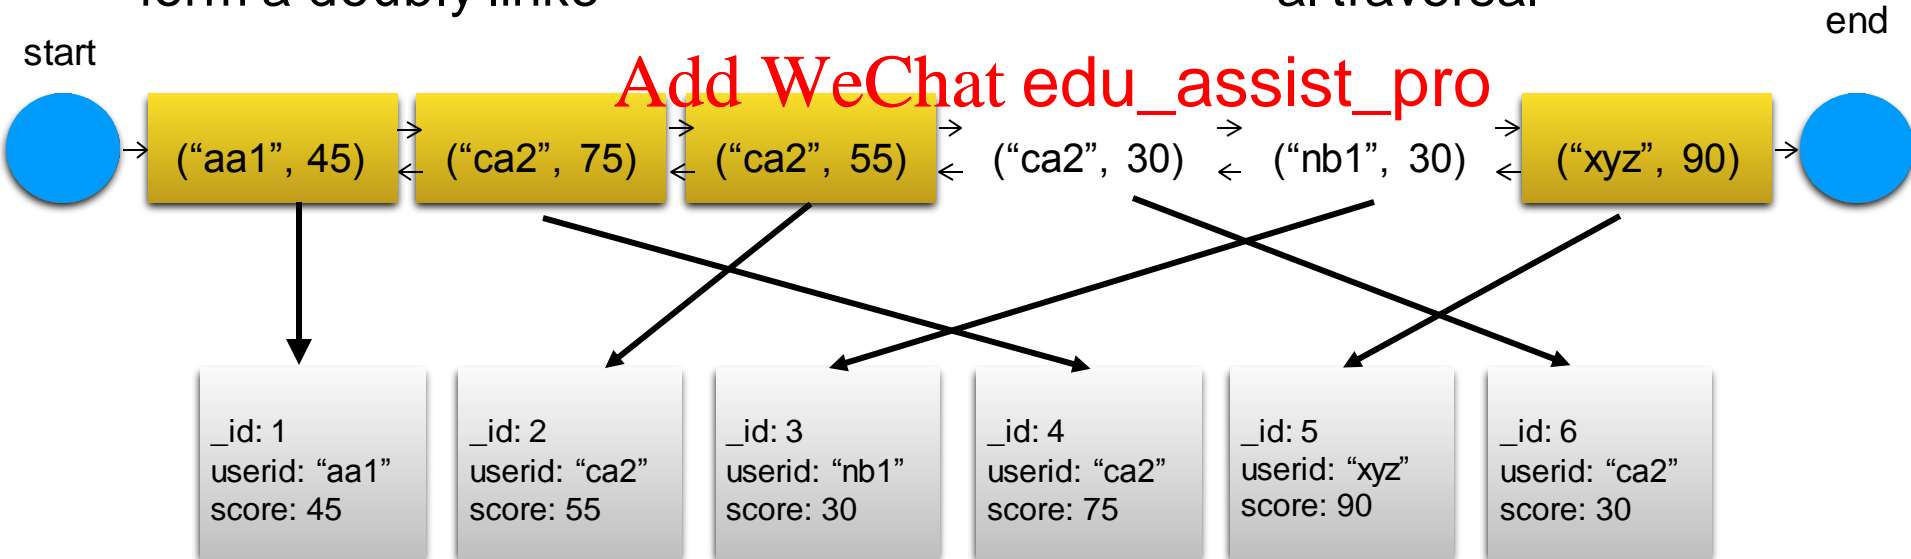 start
end
Add WeChat edu_assist_pro
(“aa1”, 45) (“ca2”, 75) (“ca2”, 55) (“ca2”, 30) (“nb1”, 30) (“xyz”, 90)
_id: 1
userid: “aa1”
score: 45
_id: 2
userid: “ca2”
score: 55
_id: 3
userid: “nb1”
score: 30
_id: 4
userid: “ca2”
score: 75
_id: 5
userid: “xyz”
score: 90
_id: 6
userid: “ca2”
score: 30